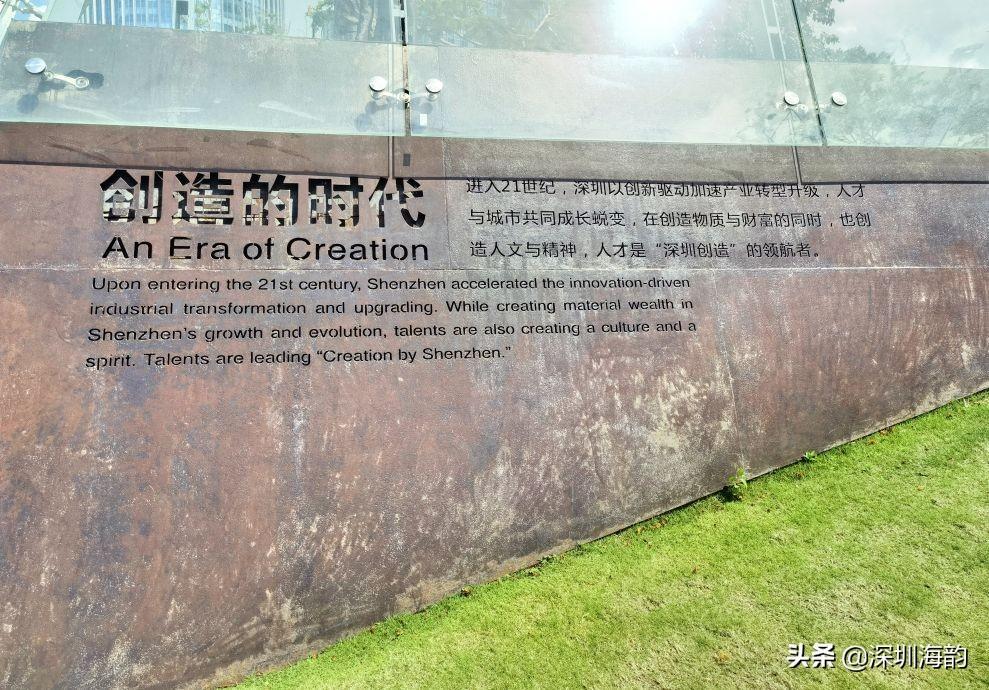 创造的时代
An Era of Creation
进入21世纪，深圳以创新驱动加速产业转型升级，人才
与城市共同成长蜕变，在创造物质与财富的同时，也创
造人文与精神，人才是“深圳创造”的领航者。
Upon entering the 21st century, Shenzhen accelerated the innovation-driven
industrial transformation and upgrading. While creating material wealth in
Shenzhen's growth and evolution, talents are also creating a culture and a
spirit. Talents are leading “Creation by Shenzhen.”
头条 @深圳海韵